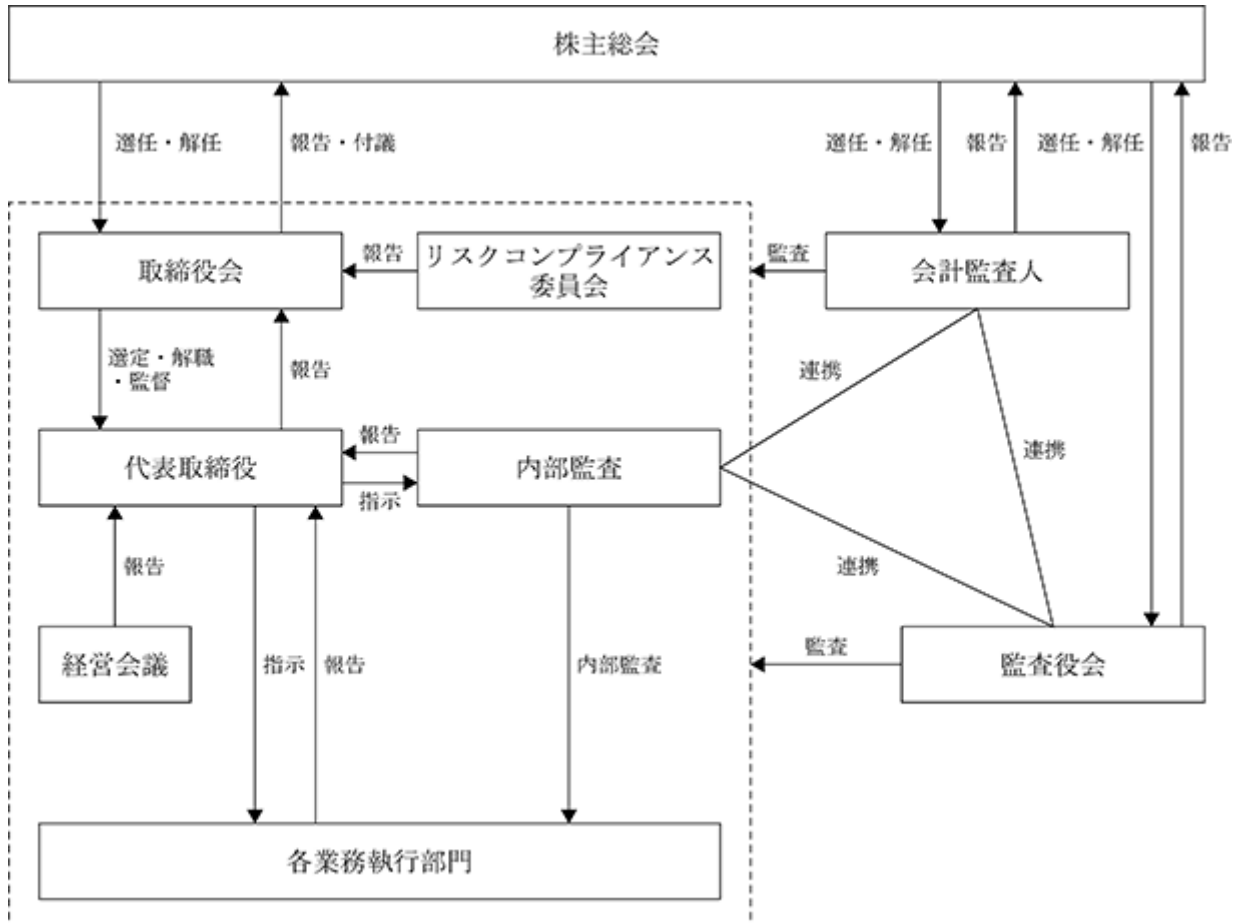 株主総会
選任・解任
報告・付議
選任・解任
報告
選任・解任
報告
取締役会
報告
リスクコンプライアンス
委員会
監査
会計監査人
選定・解職
・監督
報告
連携
代表取締役
報告
指示
内部監査
連携
報告
連携
経営会議
指示
報告
内部監査
監査
監査役会
各業務執行部門